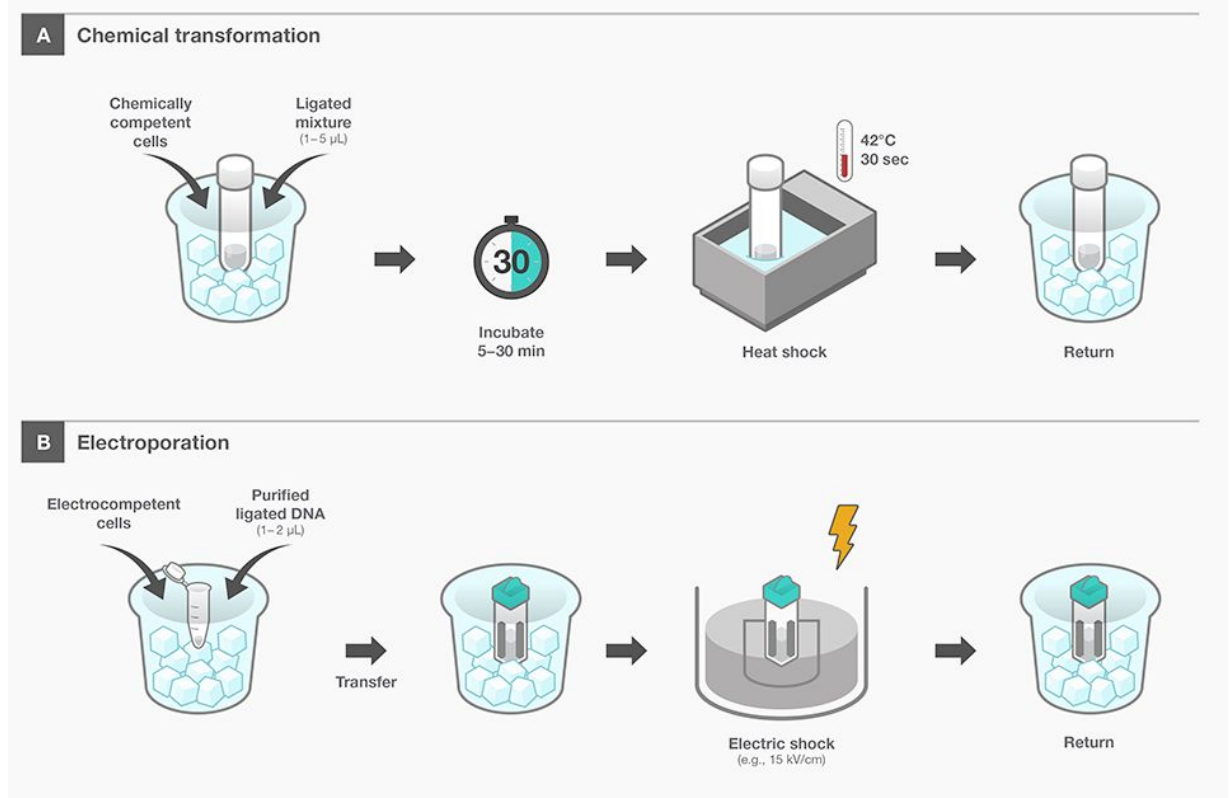 A Chemical transformation
Chemically
competent
cells
Ligated
mixture
(1–5 µL)
30
Incubate
5–30 min
42°C
30 sec
Heat shock
Return
B Electroporation
Electrocompetent
cells
Purified
ligated DNA
(1–2 µL)
Transfer
Electric shock
(e.g., 15 kV/cm)
Return